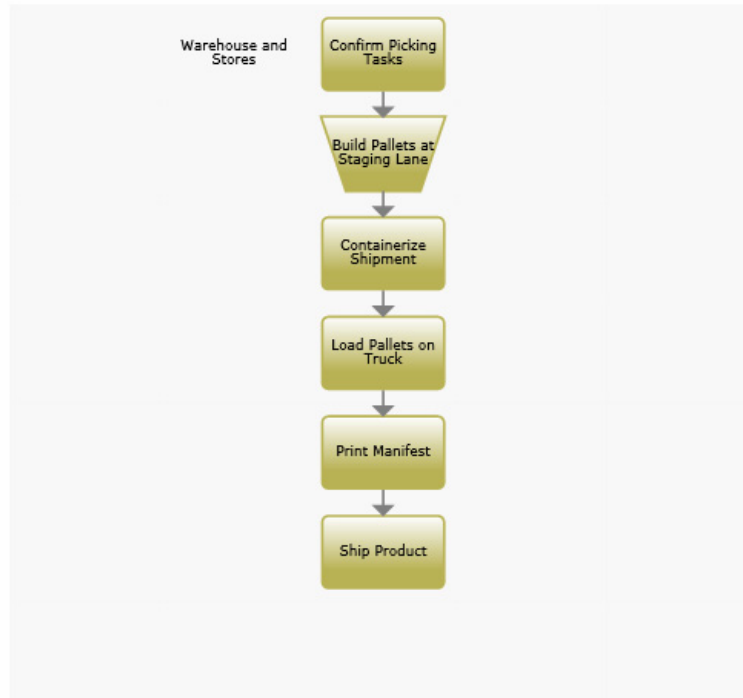 Warehouse and
Stores
Confirm Picking
Tasks
Build Pallets at
Staging Lane
Containerize
Shipment
Load Pallets on
Truck
Print Manifest
Ship Product